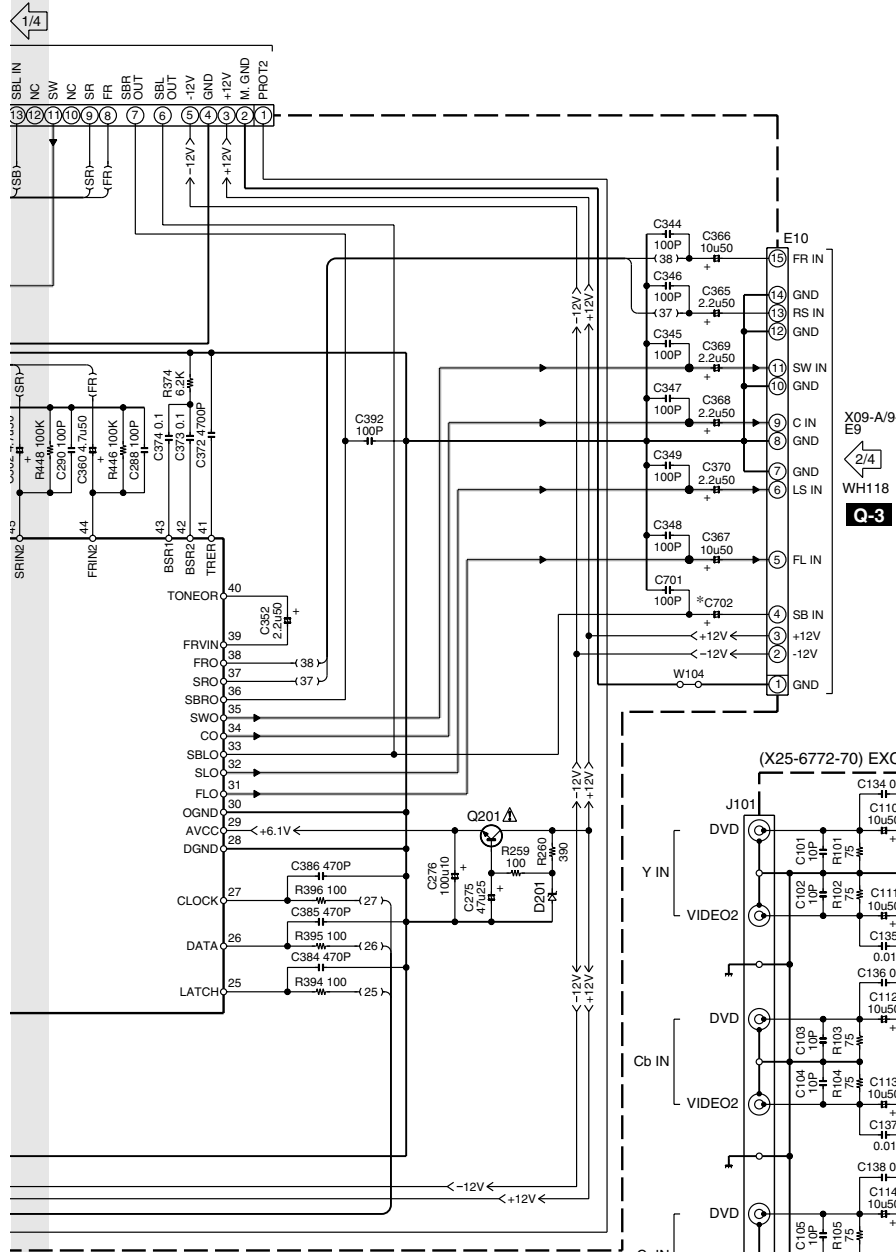 1/4
SBL IN
NC
SW
NC
SR
FR
SBR OUT
SBL OUT
-12V
GND
+12V
M. GND
PROT2
13 12 11 10 9 8 7 6 5 4 3 2 1
(SB) (SR) (FR) -12V +12V
C344 100P
(38)
C366 10u50 +
C346 100P
(37)
C365 2.2u50 +
C345 100P
C369 2.2u50 +
C347 100P
C368 2.2u50 +
C349 100P
C370 2.2u50 +
C348 100P
C367 10u50 +
C701 100P
*C702 +
+12V
-12V
W104
E10
15 FR IN
14 GND
13 RS IN
12 GND
11 SW IN
10 GND
9 C IN
8 GND
7 GND
6 LS IN
5 FL IN
4 SB IN
3 +12V
2 -12V
1 GND
X09-A/9
E9
2/4
WH118
Q-3
-12V +12V
(SR) (FR)
R374 6.2K
C392 100P
R448 100K
C290 100P
C360 4.7u50 +
R446 100K
C288 100P
C374 0.1
C373 0.1
C372 4700P
45 44 43 42 41
SRIN2
FRIN2
BSR1
BSR2
TRER
TONEOR 40
C352 2.2u50 +
FRVIN 39
FRO 38 (38)
SRO 37 (37)
SBRO 36
SWO 35
CO 34
SBLO 33
SLO 32
FLO 31
OGND 30
AVCC 29 +6.1V
DGND 28
CLOCK 27
C386 470P
R396 100 (27)
DATA 26
C385 470P
R395 100 (26)
LATCH 25
C384 470P
R394 100 (25)
Q201
C276 100u10 +
C275 47u25 +
R259 100
R260 390
D201
-12V +12V
-12V +12V
-12V
+12V
(X25-6772-70)
J101
Y IN
DVD
VIDEO2
C101 10P
R101 75
C102 10P
R102 75
C135 0.01
Cb IN
DVD
VIDEO2
C103 10P
R103 75
C104 10P
R104 75
C136
C112 10u50
C113 10u50
C137 0.01
C138
C114 10u50
DVD
C105 10P
R105 75